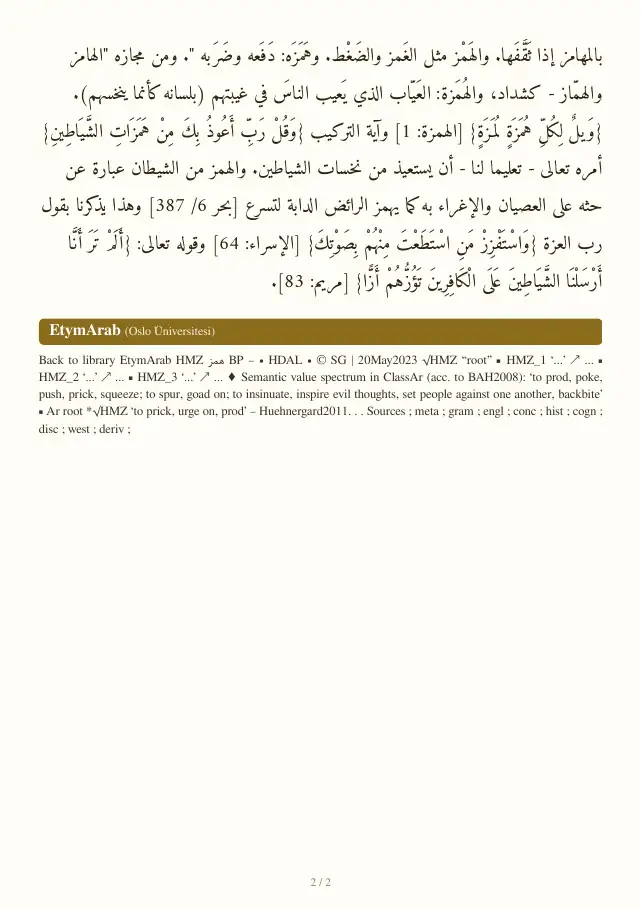 بالمهامز إذا ثَقَّفَها. والهَمْز مثل الغَمز والضَغْط. وهَمَزَه: دَفَعه وضَرَبه ". ومن مجازه "الهامز
والهمّاز - كشداد، والهُمَزة: العَيّاب الذي يَعيب الناسَ في غيبتهم (بلسانه كأنما ينخسهم).
{وَيلٌ لِكُلِّ هُمَزَةٍ لُمَزَةٍ} [الهمزة: 1] وآية التركيب {وَقُلْ رَبِّ أَعُوذُ بِكَ مِنْ هَمَزَاتِ الشَّيَاطِينِ}
أمره تعالى - تعليما لنا - أن يستعيذ من نخسات الشياطين. والهمز من الشيطان عبارة عن
حثه على العصيان والإغراء به كما يهمز الرائض الدابة لتسرع [بحر 6/ 387] وهذا يذكرنا بقول
رب العزة {وَاسْتَفْزِزْ مَنِ اسْتَطَعْتَ مِنْهُمْ بِصَوْتِكَ} [الإسراء: 64] وقوله تعالى: {أَلَمْ تَرَ أَنَّا
أَرْسَلْنَا الشَّيَاطِينَ عَلَى الْكَافِرِينَ تَؤُزُّهُمْ أَزًّا} [مريم: 83].
EtymArab (Oslo Üniversitesi)
Back to library EtymArab HMZ همز BP – • HDAL • © SG | 20May2023 √HMZ “root” ▪ HMZ_1 ‘...’ ↗ ... ▪
HMZ_2 ‘...’ ↗ ... ▪ HMZ_3 ‘...’ ↗ ... ♦ Semantic value spectrum in ClassAr (acc. to BAH2008): ‘to prod, poke,
push, prick, squeeze; to spur, goad on; to insinuate, inspire evil thoughts, set people against one another, backbite’
▪ Ar root *√HMZ ‘to prick, urge on, prod’ – Huehnergard2011. . . Sources ; meta ; gram ; engl ; conc ; hist ; cogn ;
disc ; west ; deriv ;
2 / 2